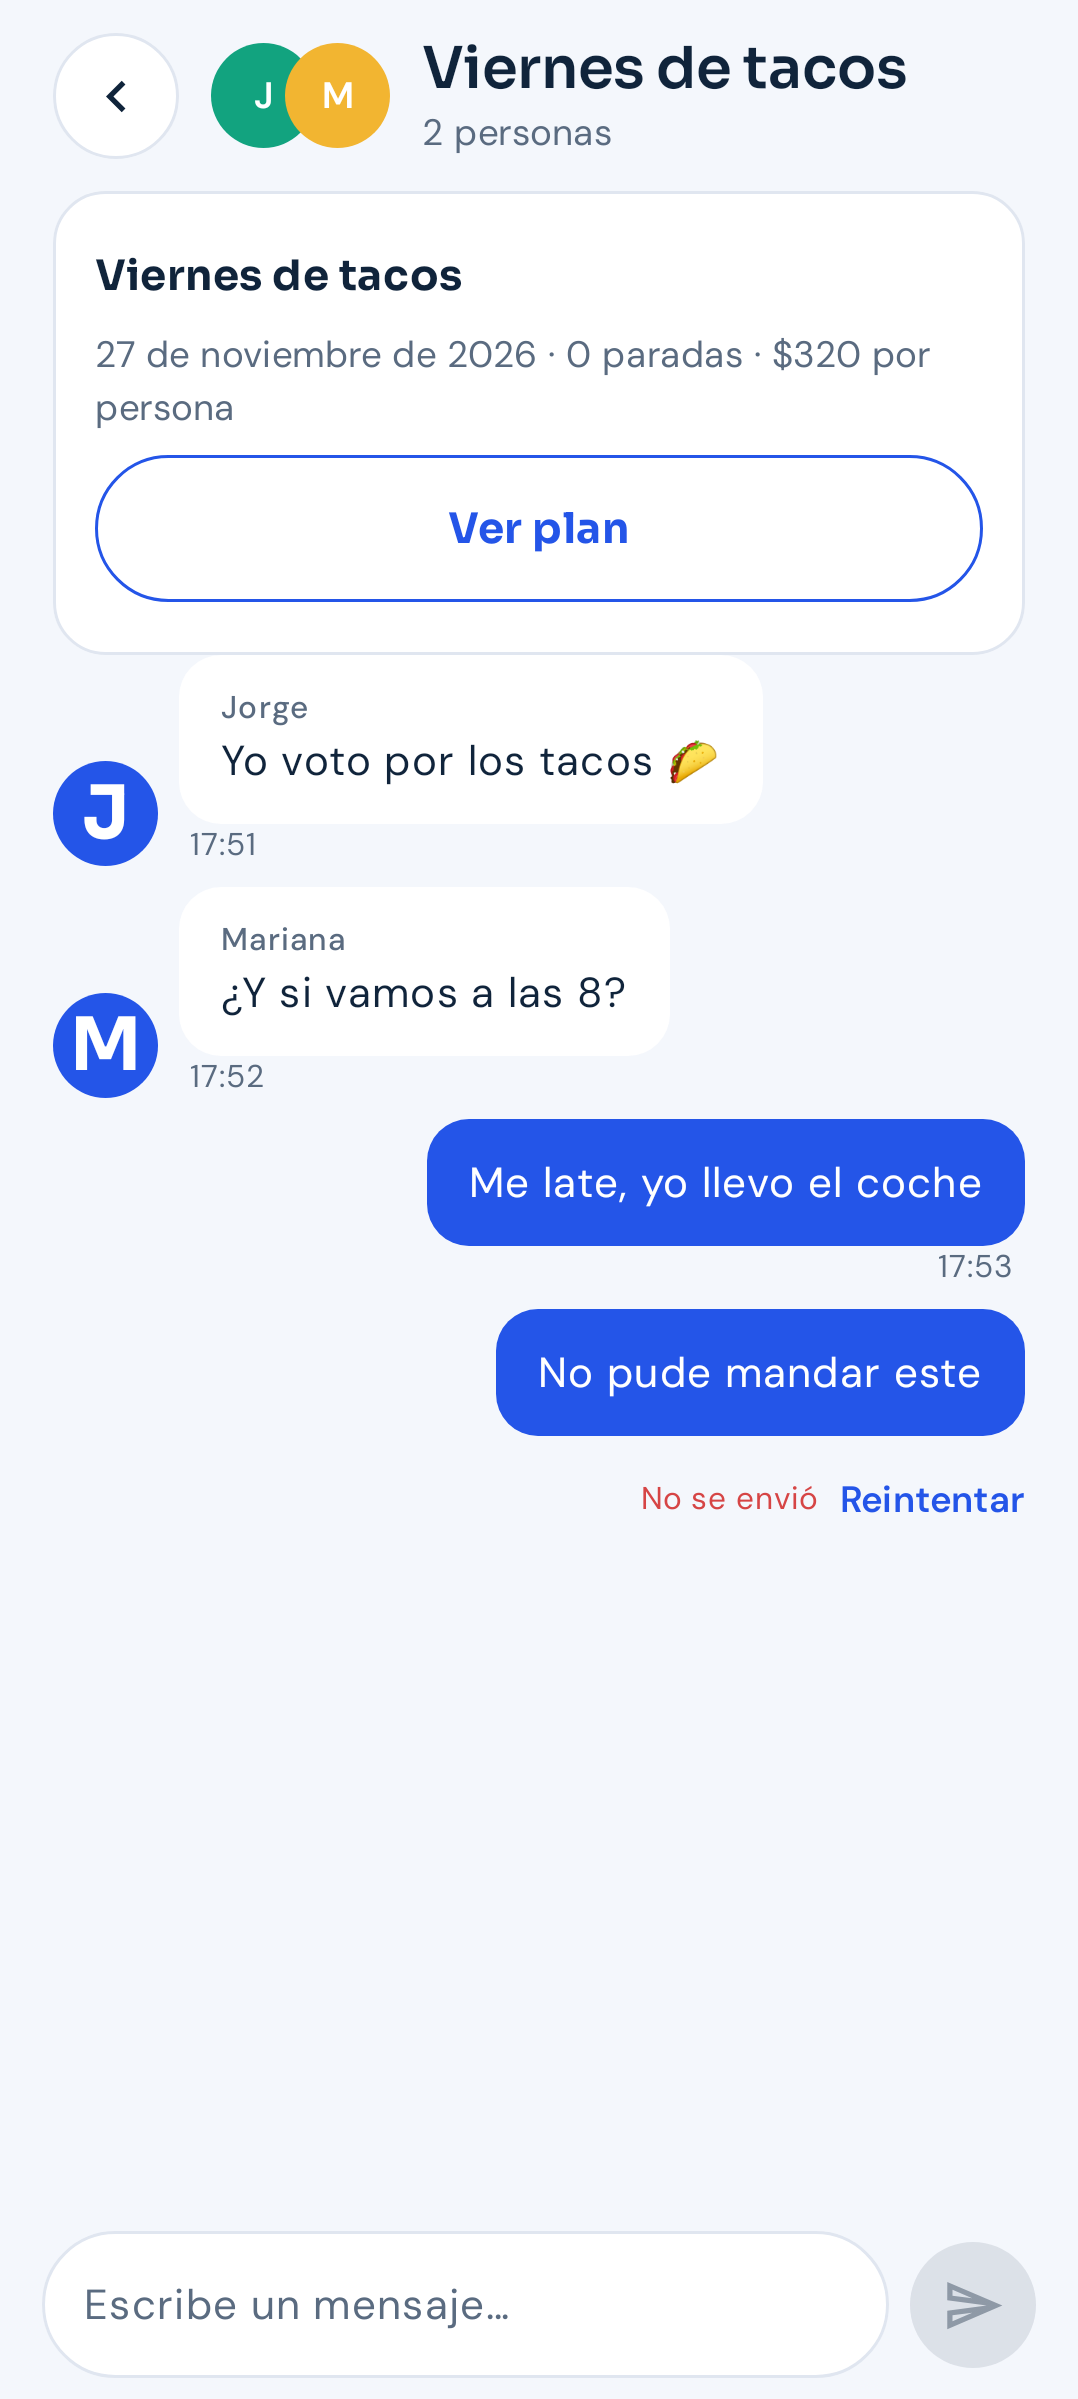 J M
Viernes de tacos
2 personas
Viernes de tacos
27 de noviembre de 2026 · 0 paradas · $320 por
persona
Ver plan
Jorge
Yo voto por los tacos 🌮
J
17:51
Mariana
¿Y si vamos a las 8?
M
17:52
Me late, yo llevo el coche
17:53
No pude mandar este
No se envió Reintentar
Escribe un mensaje…